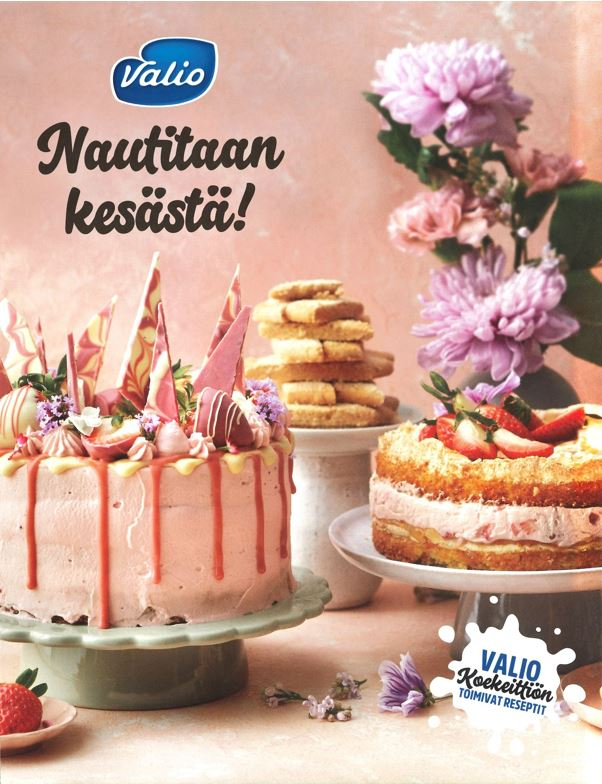 Valio
Nautitaan
kesästä!
VALIO
Koekeittiön
TOIMIVAT RESEPTIT